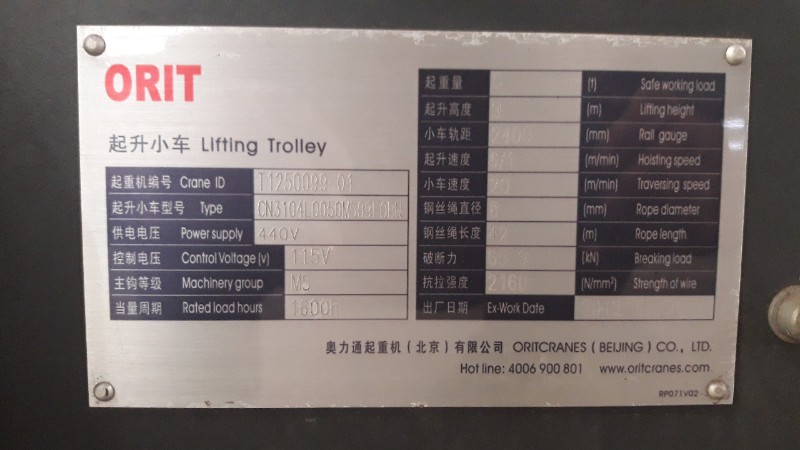 ORIT
起升小车 Lifting Trolley
起重机编号 Crane ID T1250099-01
起升小车型号 Type
供电电压 Power supply 440V
控制电压 Control Voltage (v) 115V
主钩等级 Machinery group M5
当量周期 Rated load hours 1600h
起重量 (t) Safe working load
起升高度 (m) Lifting height
小车轨距 (mm) Rail gauge
起升速度 (m/min) Hoisting speed
小车速度 20 (m/min) Traversing speed
钢丝绳直径 (mm) Rope diameter
钢丝绳长度 (m) Rope length
破断力 (kN) Breaking load
抗拉强度 2160 (N/mm²) Strength of wire
出厂日期 Ex-Work Date
奥力通起重机（北京）有限公司 ORITCRANES ( BEIJING ) CO., LTD.
Hot line: 4006 900 801 www.oritcranes.com
RP071V02